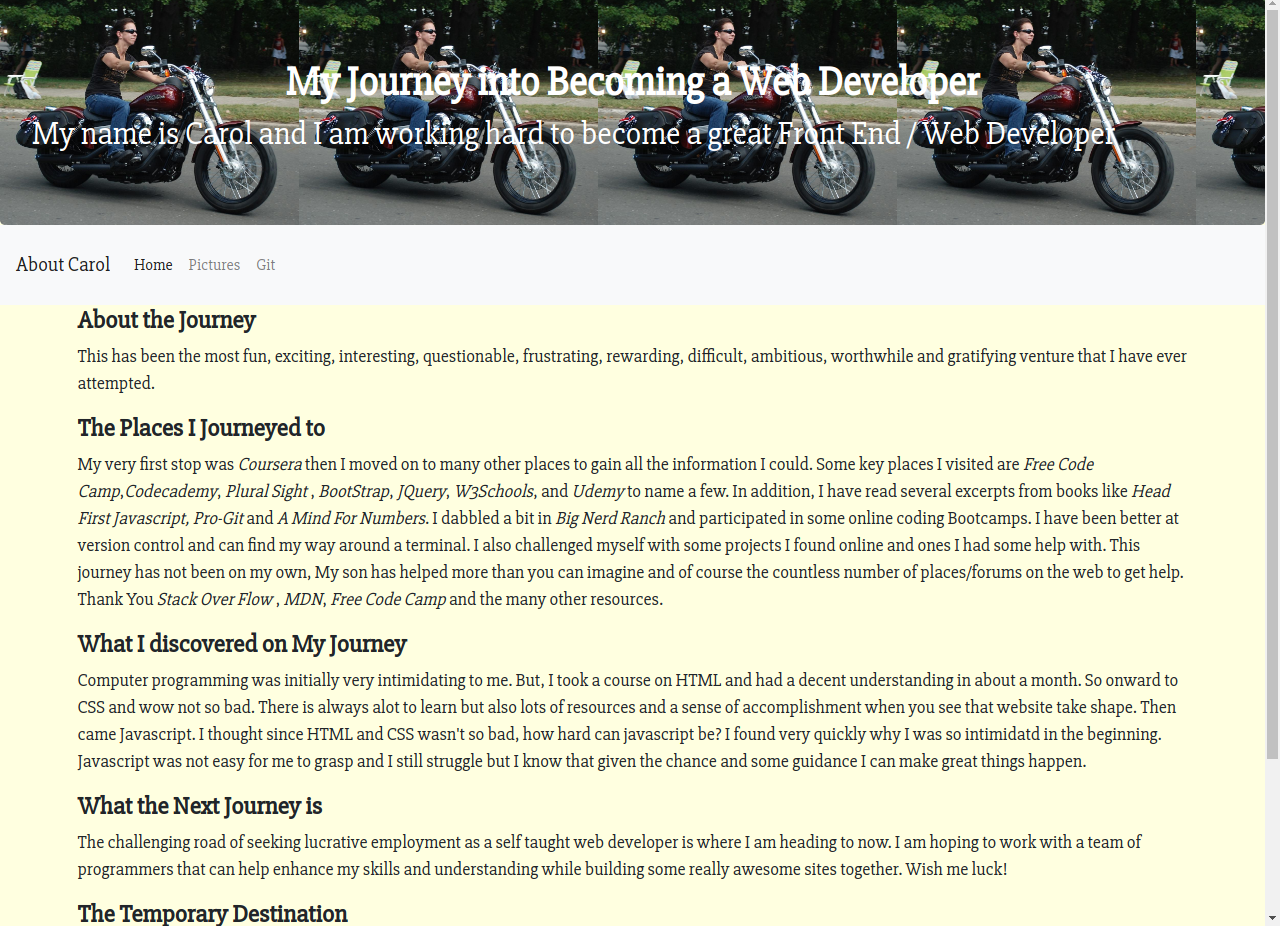 My Journey into Becoming a Web Developer
My name is Carol and I am working hard to become a great Front End / Web Developer
About Carol Home Pictures Git
About the Journey
This has been the most fun, exciting, interesting, questionable, frustrating, rewarding, difficult, ambitious, worthwhile and gratifying venture that I have ever
attempted.
The Places I Journeyed to
My very first stop was Coursera then I moved on to many other places to gain all the information I could. Some key places I visited are Free Code
Camp,Codecademy, Plural Sight , BootStrap, JQuery, W3Schools, and Udemy to name a few. In addition, I have read several excerpts from books like Head
First Javascript, Pro-Git and A Mind For Numbers. I dabbled a bit in Big Nerd Ranch and participated in some online coding Bootcamps. I have been better at
version control and can find my way around a terminal. I also challenged myself with some projects I found online and ones I had some help with. This
journey has not been on my own, My son has helped more than you can imagine and of course the countless number of places/forums on the web to get help.
Thank You Stack Over Flow , MDN, Free Code Camp and the many other resources.
What I discovered on My Journey
Computer programming was initially very intimidating to me. But, I took a course on HTML and had a decent understanding in about a month. So onward to
CSS and wow not so bad. There is always alot to learn but also lots of resources and a sense of accomplishment when you see that website take shape. Then
came Javascript. I thought since HTML and CSS wasn't so bad, how hard can javascript be? I found very quickly why I was so intimidatd in the beginning.
Javascript was not easy for me to grasp and I still struggle but I know that given the chance and some guidance I can make great things happen.
What the Next Journey is
The challenging road of seeking lucrative employment as a self taught web developer is where I am heading to now. I am hoping to work with a team of
programmers that can help enhance my skills and understanding while building some really awesome sites together. Wish me luck!
The Temporary Destination